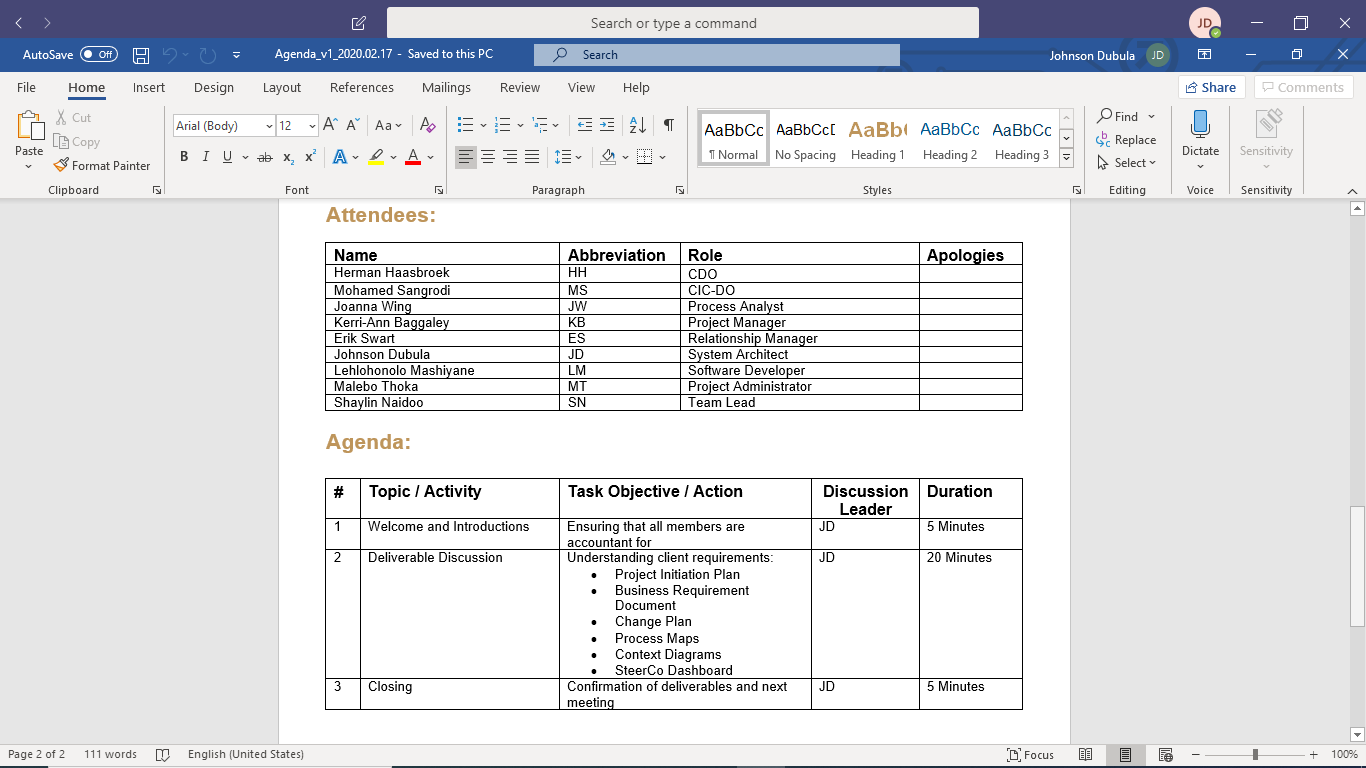 Search or type a command
JD
AutoSave Off Agenda_v1_2020.02.17 - Saved to this PC Search Johnson Dubula JD
File Home Insert Design Layout References Mailings Review View Help Share Comments
Paste Cut Copy Format Painter
Arial (Body) 12 A A Aa A
B I U ab x2 x2 A A
AaBbCc AaBbCcD AaBb( AaBbCc AaBbCc
¶ Normal No Spacing Heading 1 Heading 2 Heading 3
Find Replace Select
Dictate Sensitivity
Clipboard Font Paragraph Styles Editing Voice Sensitivity
Attendees:
Name Abbreviation Role Apologies
Herman Haasbroek HH CDO
Mohamed Sangrodi MS CIC-DO
Joanna Wing JW Process Analyst
Kerri-Ann Baggaley KB Project Manager
Erik Swart ES Relationship Manager
Johnson Dubula JD System Architect
Lehlohonolo Mashiyane LM Software Developer
Malebo Thoka MT Project Administrator
Shaylin Naidoo SN Team Lead
Agenda:
# Topic / Activity Task Objective / Action Discussion Duration
Leader
1 Welcome and Introductions Ensuring that all members are JD 5 Minutes
accountant for
2 Deliverable Discussion Understanding client requirements: JD 20 Minutes
• Project Initiation Plan
• Business Requirement
Document
• Change Plan
• Process Maps
• Context Diagrams
• SteerCo Dashboard
3 Closing Confirmation of deliverables and next JD 5 Minutes
meeting
Page 2 of 2 111 words English (United States) Focus 100%